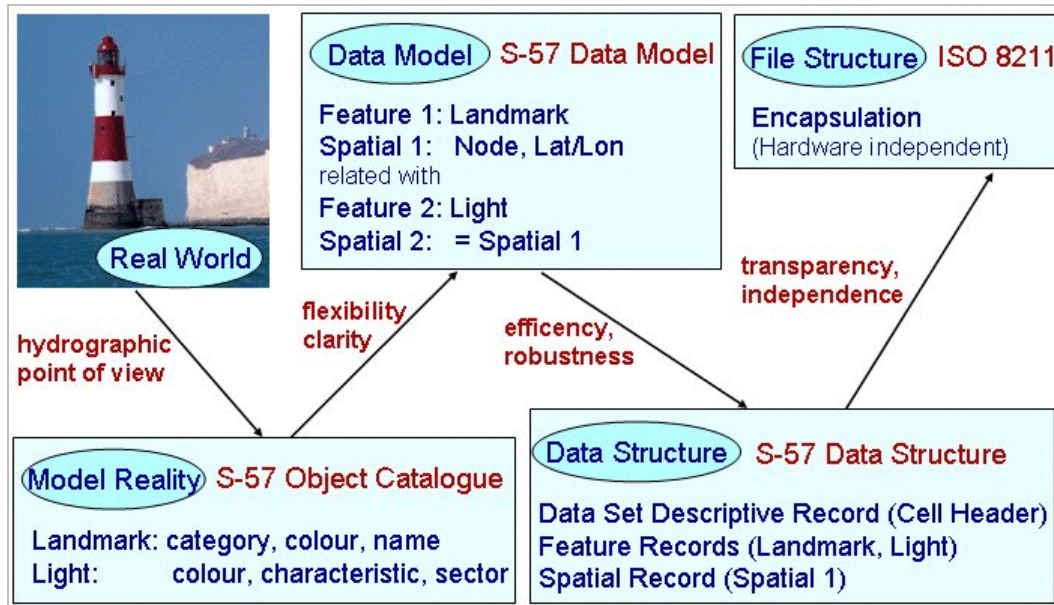 Real World
hydrographic
point of view
Model Reality S-57 Object Catalogue
Landmark: category, colour, name
Light: colour, characteristic, sector
flexibility
clarity
Data Model S-57 Data Model
Feature 1: Landmark
Spatial 1: Node, Lat/Lon
related with
Feature 2: Light
Spatial 2: = Spatial 1
efficency,
robustness
Data Structure S-57 Data Structure
Data Set Descriptive Record (Cell Header)
Feature Records (Landmark, Light)
Spatial Record (Spatial 1)
transparency,
independence
File Structure ISO 8211
Encapsulation
(Hardware independent)